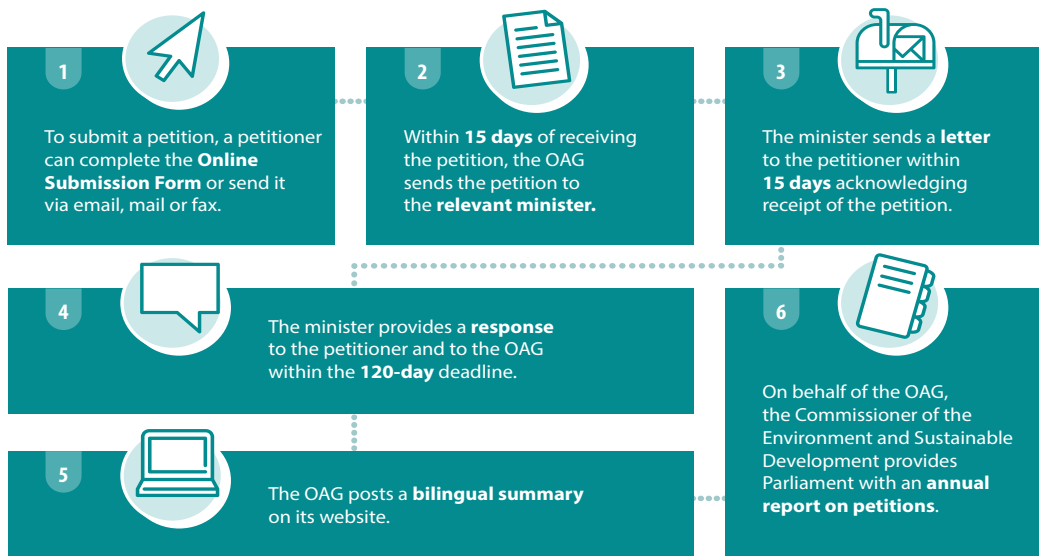 1
To submit a petition, a petitioner
can complete the Online
Submission Form or send it
via email, mail or fax.
2
Within 15 days of receiving
the petition, the OAG
sends the petition to
the relevant minister.
3
The minister sends a letter
to the petitioner within
15 days acknowledging
receipt of the petition.
4
The minister provides a response
to the petitioner and to the OAG
within the 120-day deadline.
5
The OAG posts a bilingual summary
on its website.
6
On behalf of the OAG,
the Commissioner of the
Environment and Sustainable
Development provides
Parliament with an annual
report on petitions.